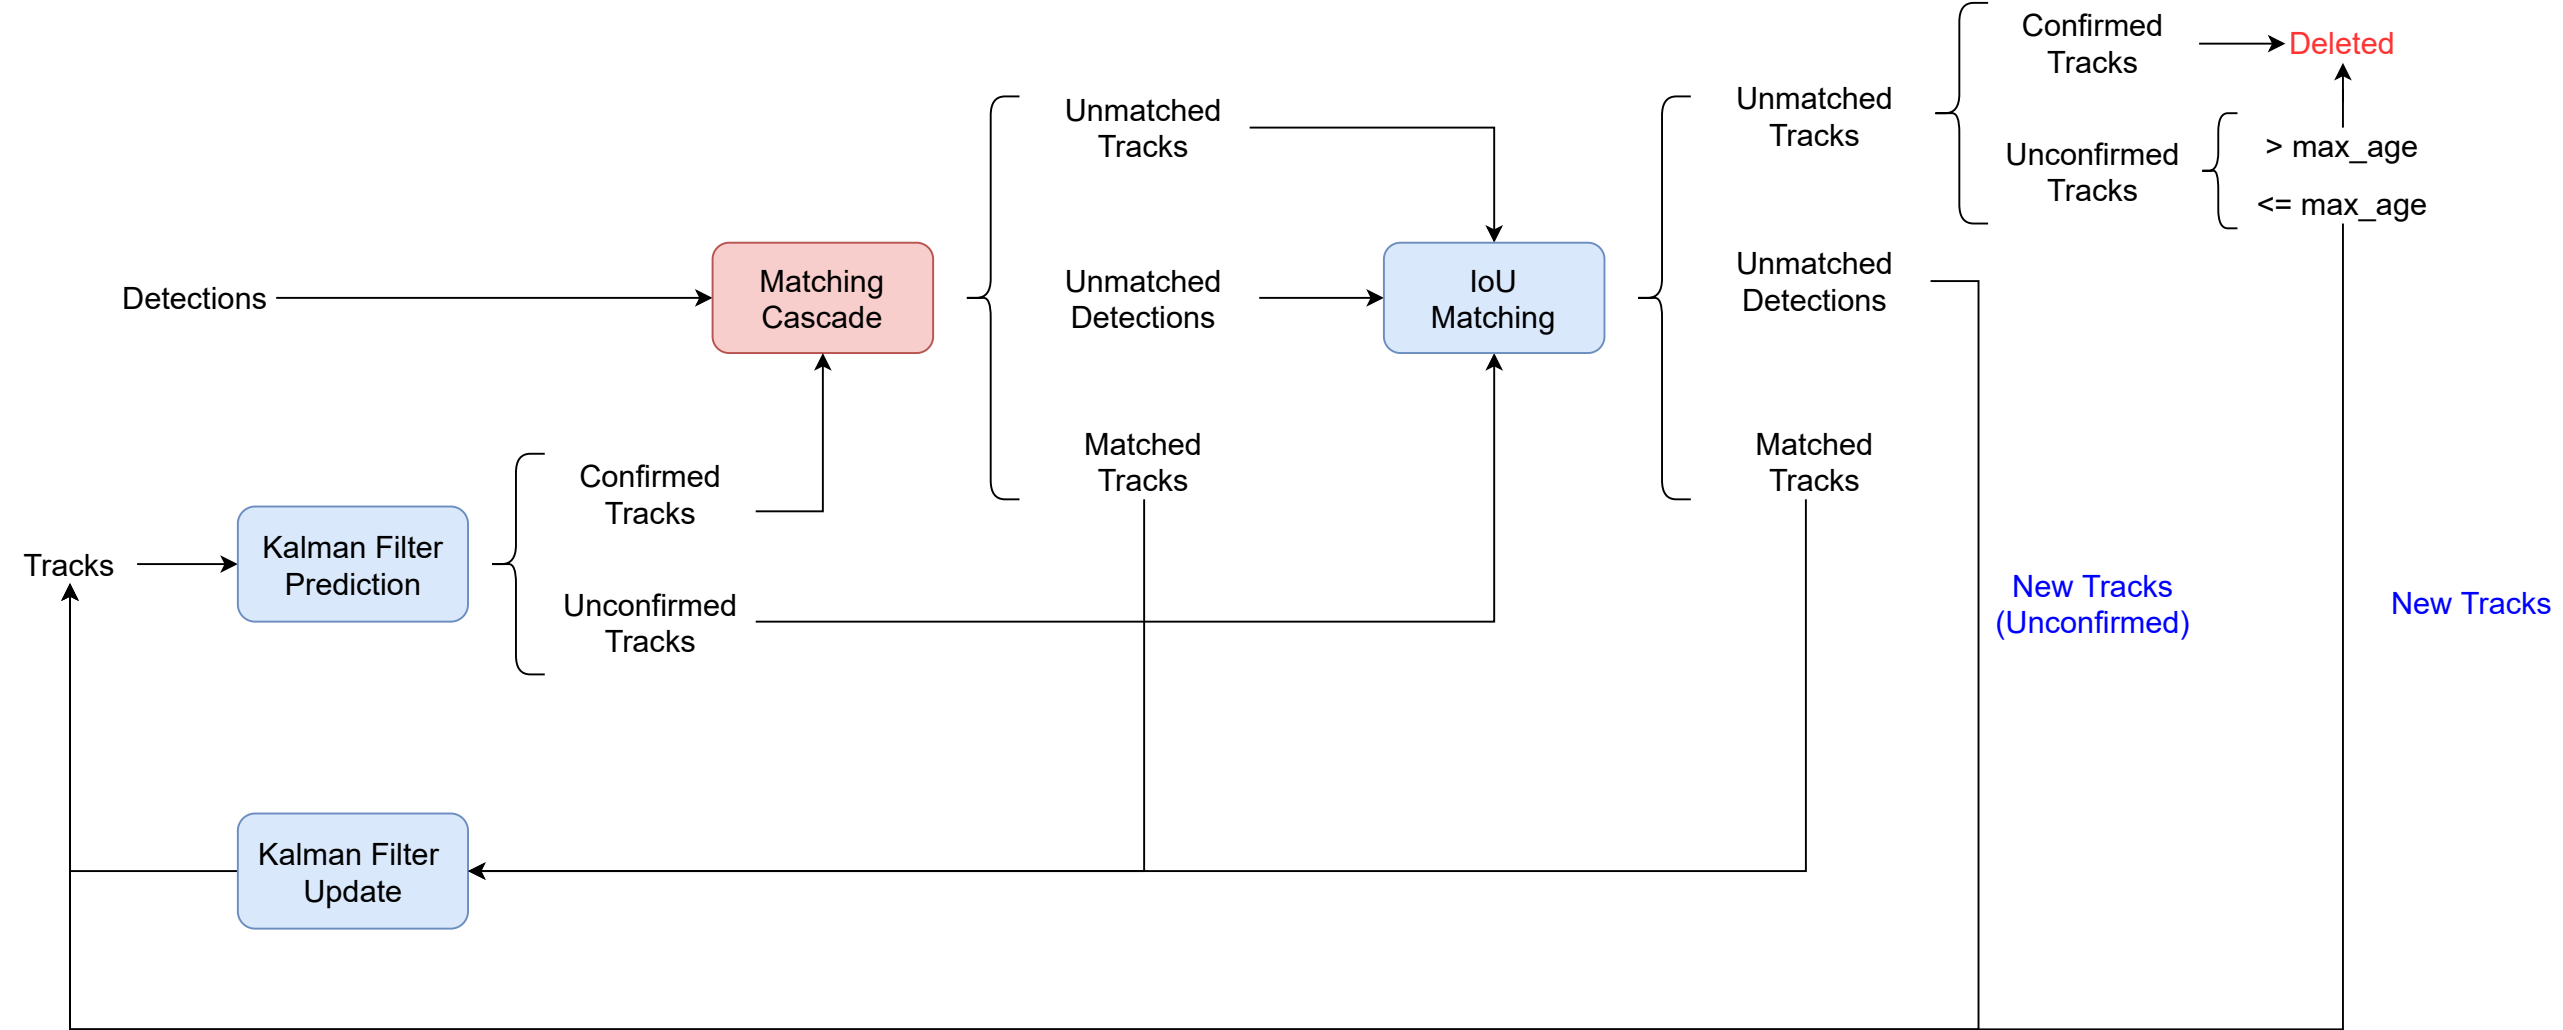 Confirmed
Tracks
Deleted
Unmatched
Tracks
Unmatched
Tracks
Unconfirmed
Tracks
> max_age
<= max_age
Detections
Matching
Cascade
Unmatched
Detections
IoU
Matching
Unmatched
Detections
Matched
Tracks
Matched
Tracks
Confirmed
Tracks
Tracks
Kalman Filter
Prediction
Unconfirmed
Tracks
New Tracks
(Unconfirmed)
New Tracks
Kalman Filter
Update